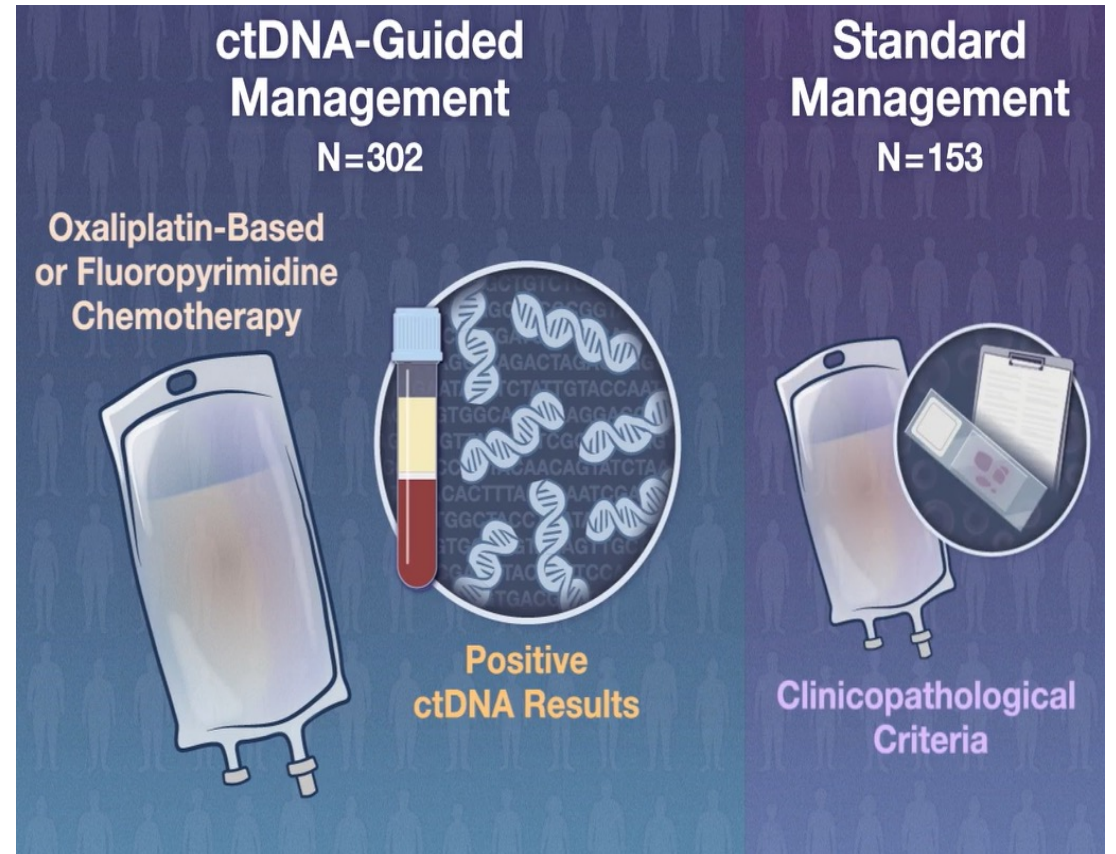 ctDNA-Guided
Management
N=302
Oxaliplatin-Based
or Fluoropyrimidine
Chemotherapy
Positive
ctDNA Results
Standard
Management
N=153
Clinicopathological
Criteria